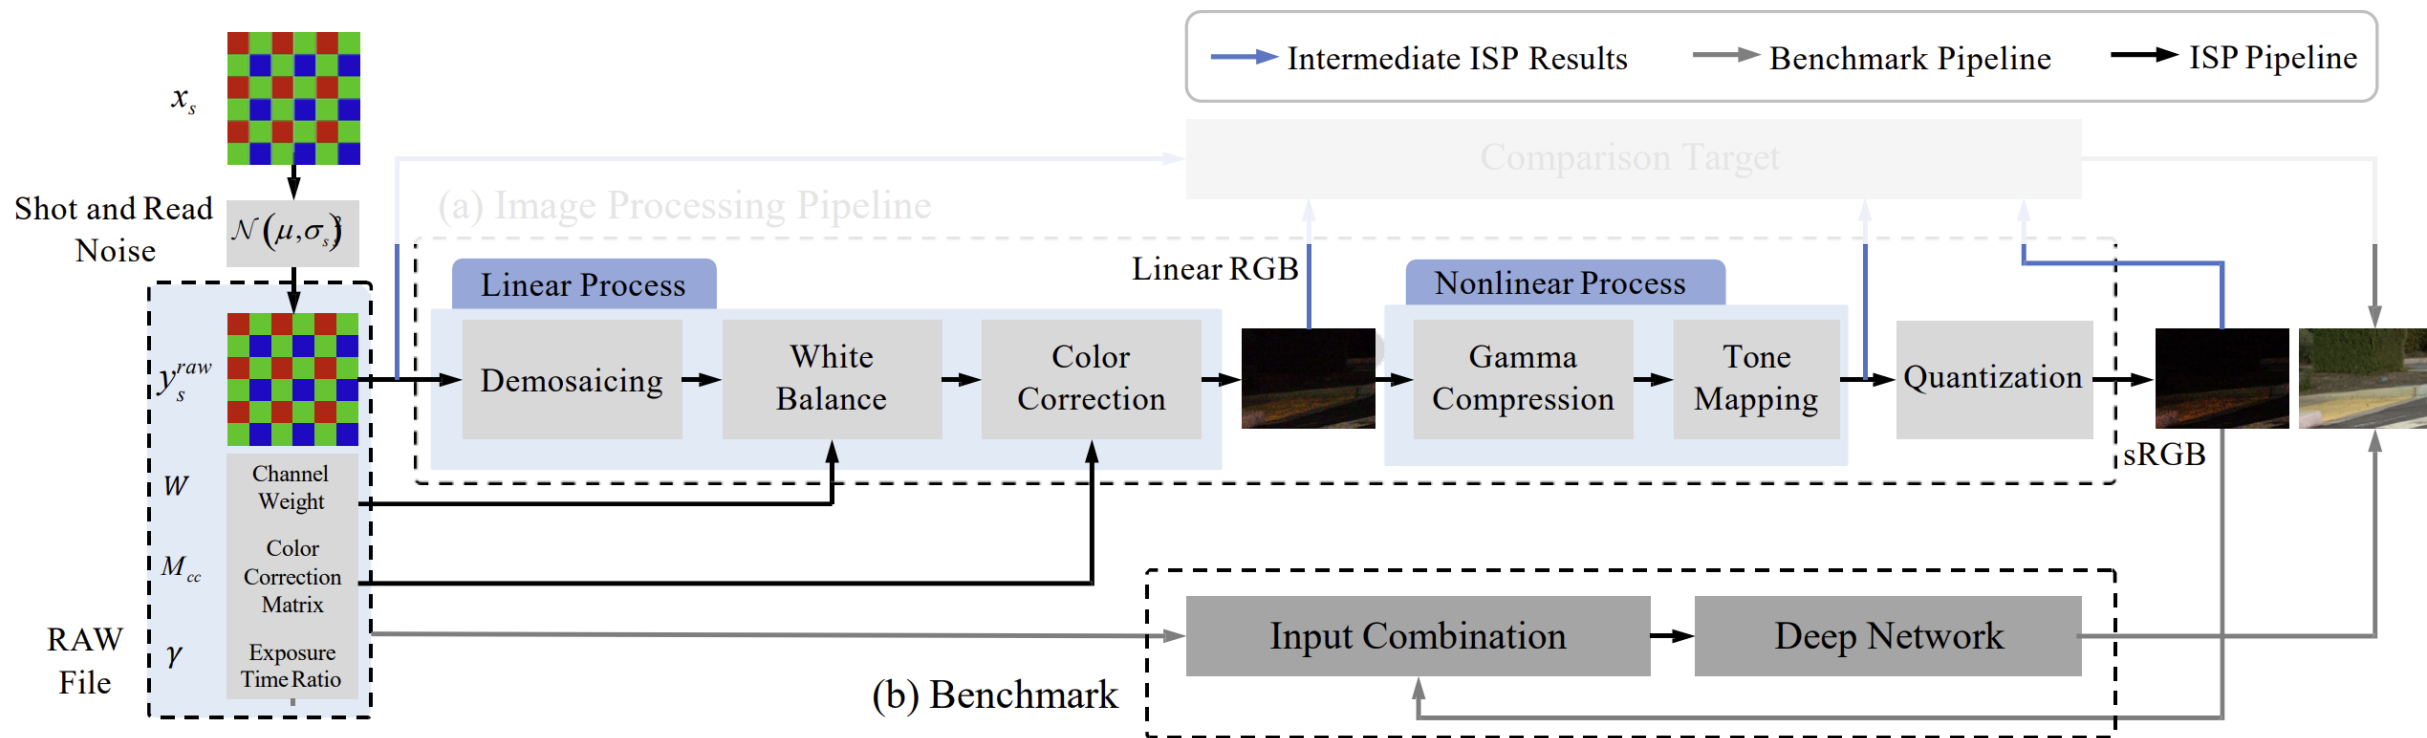 Intermediate ISP Results
Benchmark Pipeline
ISP Pipeline
x_s
Comparison Target
(a) Image Processing Pipeline
Shot and Read
Noise
𝒩(μ,σ_s)
Linear Process
Linear RGB
Nonlinear Process
y_s^{raw}
Demosaicing
White
Balance
Color
Correction
Gamma
Compression
Tone
Mapping
Quantization
sRGB
W
Channel
Weight
M_{cc}
Color
Correction
Matrix
γ
Exposure
Time Ratio
RAW
File
Input Combination
Deep Network
(b) Benchmark